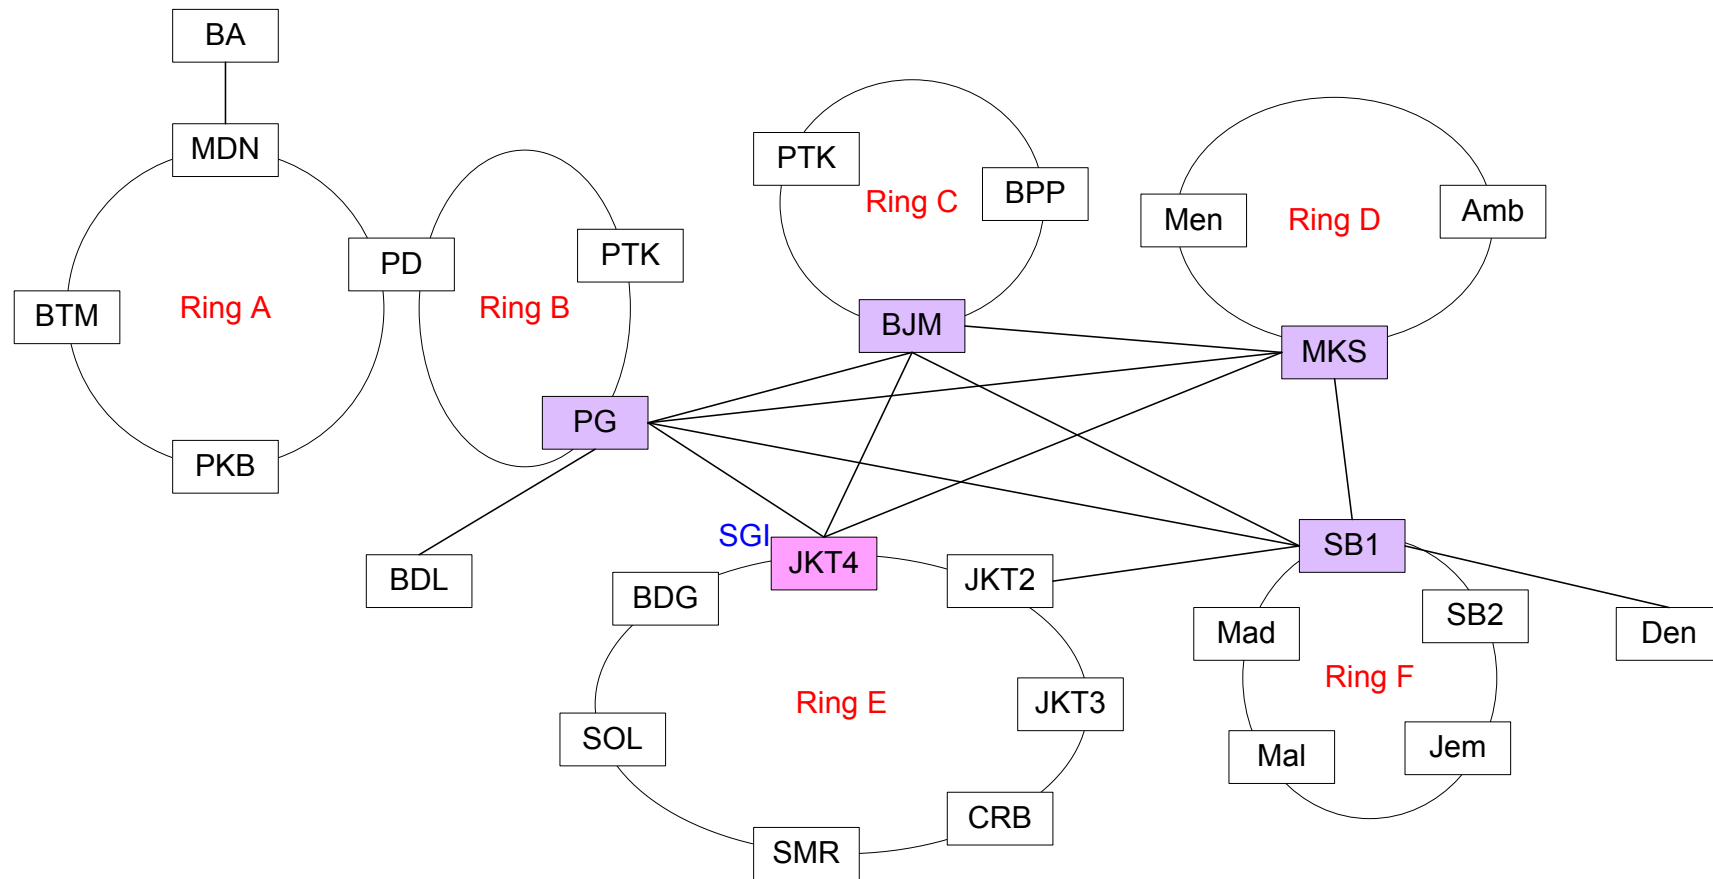 BA
MDN
PTK
BPP
Ring C
Men
Amb
Ring D
PD
PTK
BTM
Ring A
Ring B
BJM
MKS
PG
PKB
SGI
JKT4
SB1
BDL
BDG
JKT2
Mad
SB2
Den
Ring E
JKT3
Ring F
SOL
Mal
Jem
CRB
SMR